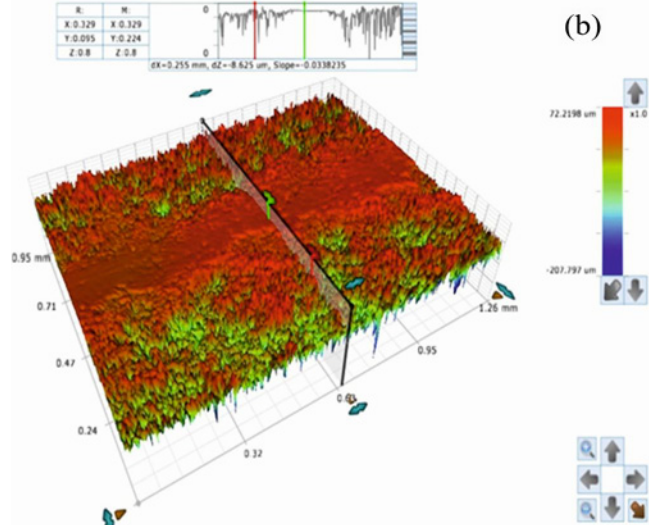 R: M:
X:0.329 X:0.329
Y:0.095 Y:0.224
Z:0.8 Z:0.8
0
0
0
0
dX=0.255 mm, dZ=-8.625 um, Slope=-0.0338235
(b)
72.2198 um x1.0
-207.797 um
0.95 mm
0.71
0.47
0.24
0.32
0.95
1.26 mm